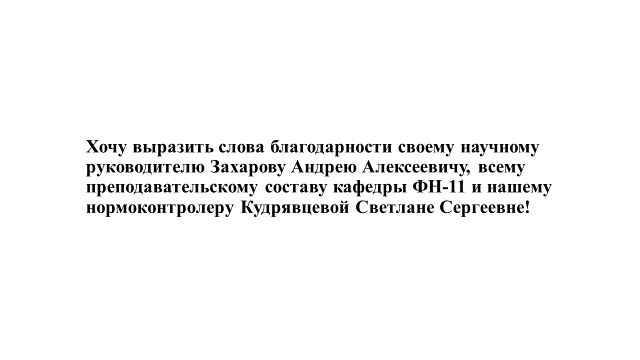 Хочу выразить слова благодарности своему научному
руководителю Захарову Андрею Алексеевичу, всему
преподавательскому составу кафедры ФН-11 и нашему
нормоконтролеру Кудрявцевой Светлане Сергеевне!